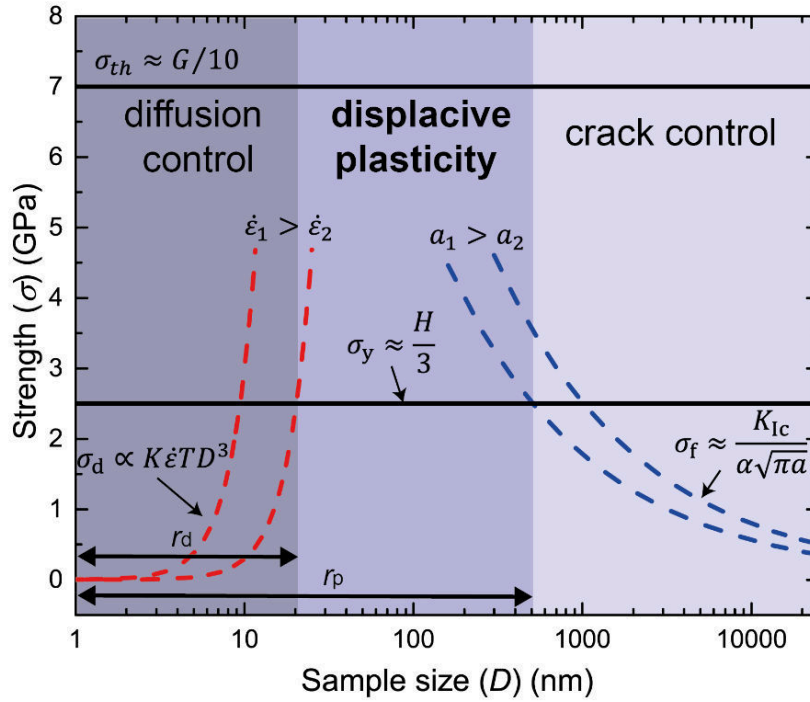 σth ≈ G/10
diffusion control
displacive plasticity
crack control
ε̇1 > ε̇2
a1 > a2
σy ≈ H/3
σd ∝ Kε̇TD³
σf ≈ KIc/α√πa
rd
rp
8
7
6
5
4
3
2
1
0
Strength (σ) (GPa)
1
10
100
1000
10000
Sample size (D) (nm)